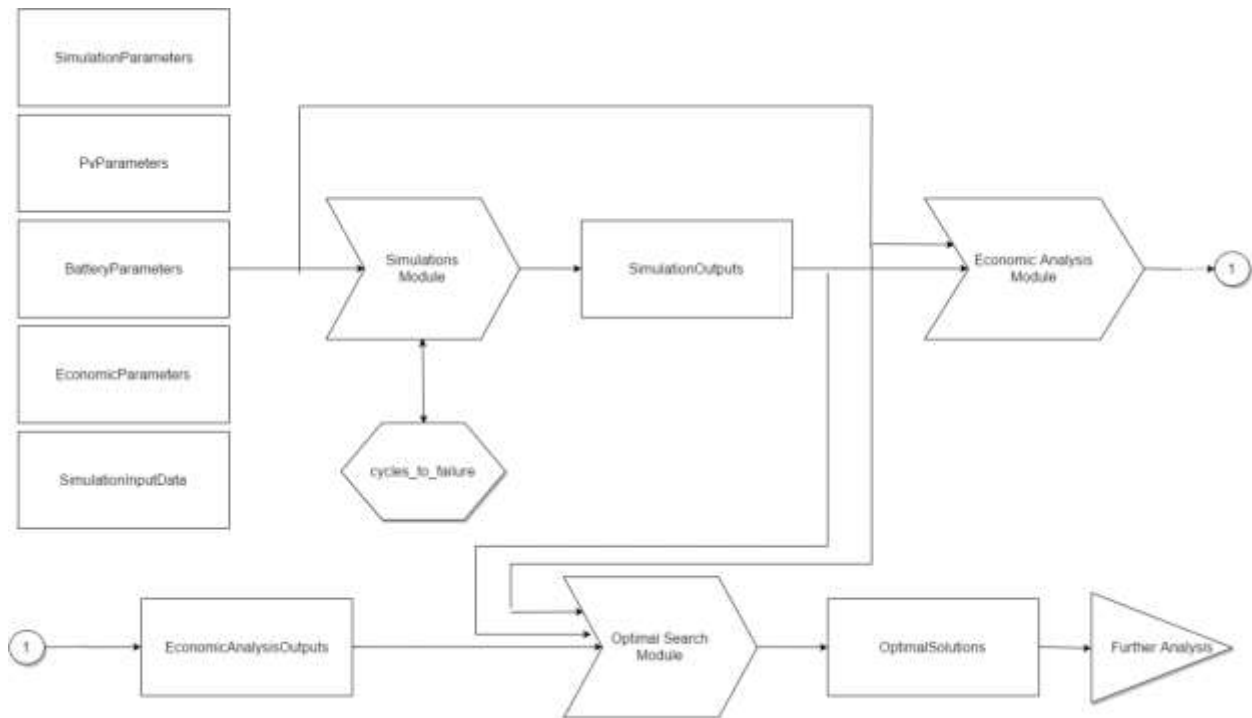 SimulationParameters
PvParameters
BatteryParameters
EconomicParameters
SimulationInputData
Simulations
Module
cycles_to_failure
SimulationOutputs
Economic Analysis
Module
1
1
EconomicAnalysisOutputs
Optimal Search
Module
OptimalSolutions
Further Analysis